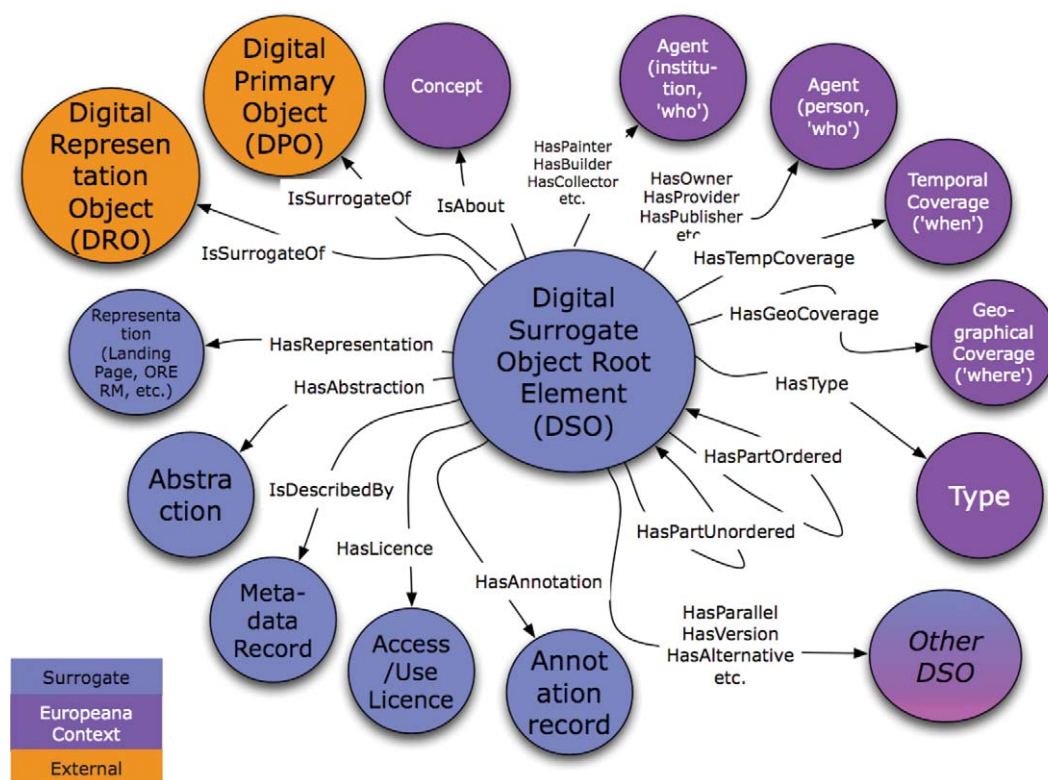 Digital
Primary
Object
(DPO)
Digital
Represen
tation
Object
(DRO)
Concept
Agent
(institu-
tion,
'who')
Agent
(person,
'who')
Temporal
Coverage
('when')
Geo-
graphical
Coverage
('where')
Type
Other
DSO
HasPainter
HasBuilder
HasCollector
etc.
HasOwner
HasProvider
HasPublisher
etc
IsSurrogateOf
IsAbout
IsSurrogateOf
HasTempCoverage
HasGeoCoverage
HasType
HasPartOrdered
HasPartUnordered
Digital
Surrogate
Object Root
Element
(DSO)
Representa
tion
(Landing
Page, ORE
RM, etc.)
HasRepresentation
HasAbstraction
Abstra
ction
IsDescribedBy
HasLicence
HasAnnotation
Meta-
data
Record
Access
/Use
Licence
Annot
ation
record
HasParallel
HasVersion
HasAlternative
etc.
Surrogate
Europeana
Context
External